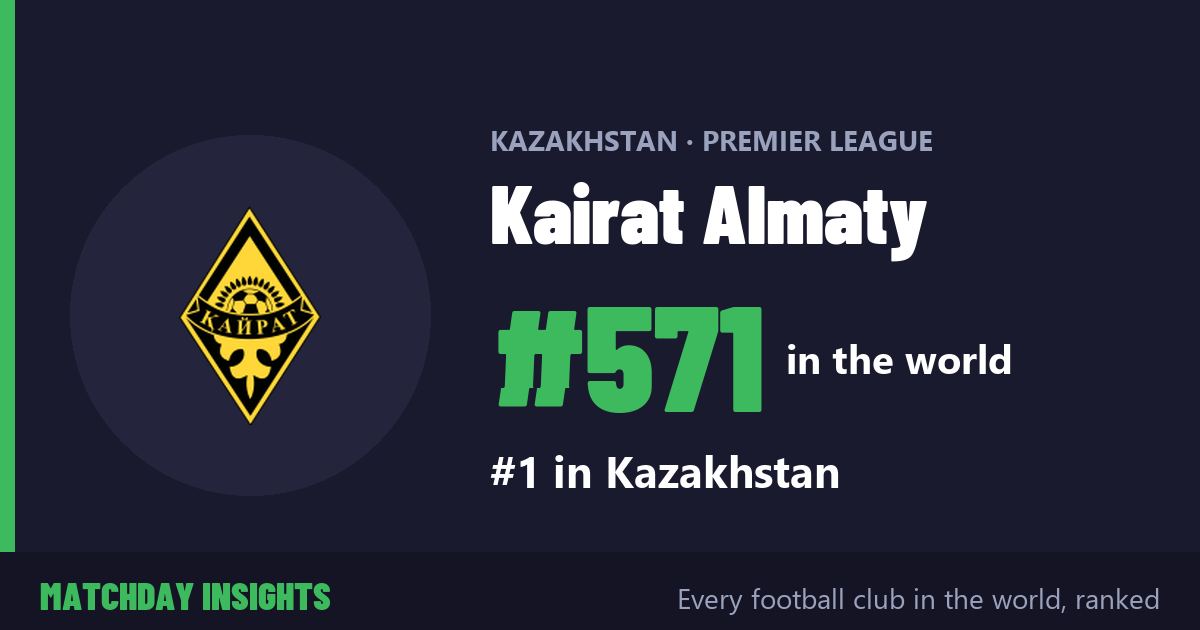 KAZAKHSTAN · PREMIER LEAGUE
Kairat Almaty
КАЙРАТ
#571 in the world
#1 in Kazakhstan
MATCHDAY INSIGHTS
Every football club in the world, ranked